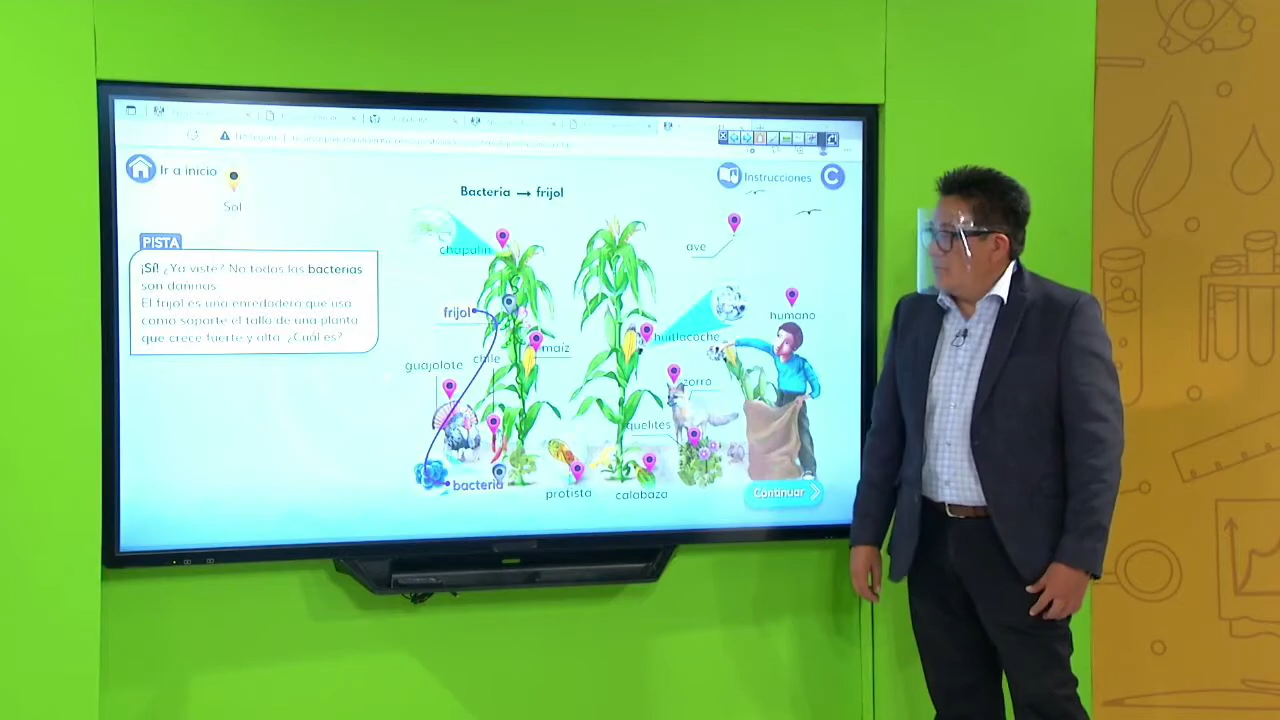 Ir a inicio
Sol
Instrucciones
C
Bacteria → frijol
PISTA
¡Sí! ¿Ya viste? No todas las bacterias
son dañinas.
El frijol es una enredadera que usa
como soporte el tallo de una planta
que crece fuerte y alta. ¿Cuál es?
chapulín
ave
frijol
humano
huitlacoche
maíz
chile
guajolote
zorro
quelites
bacteria
protista
calabaza
Continuar